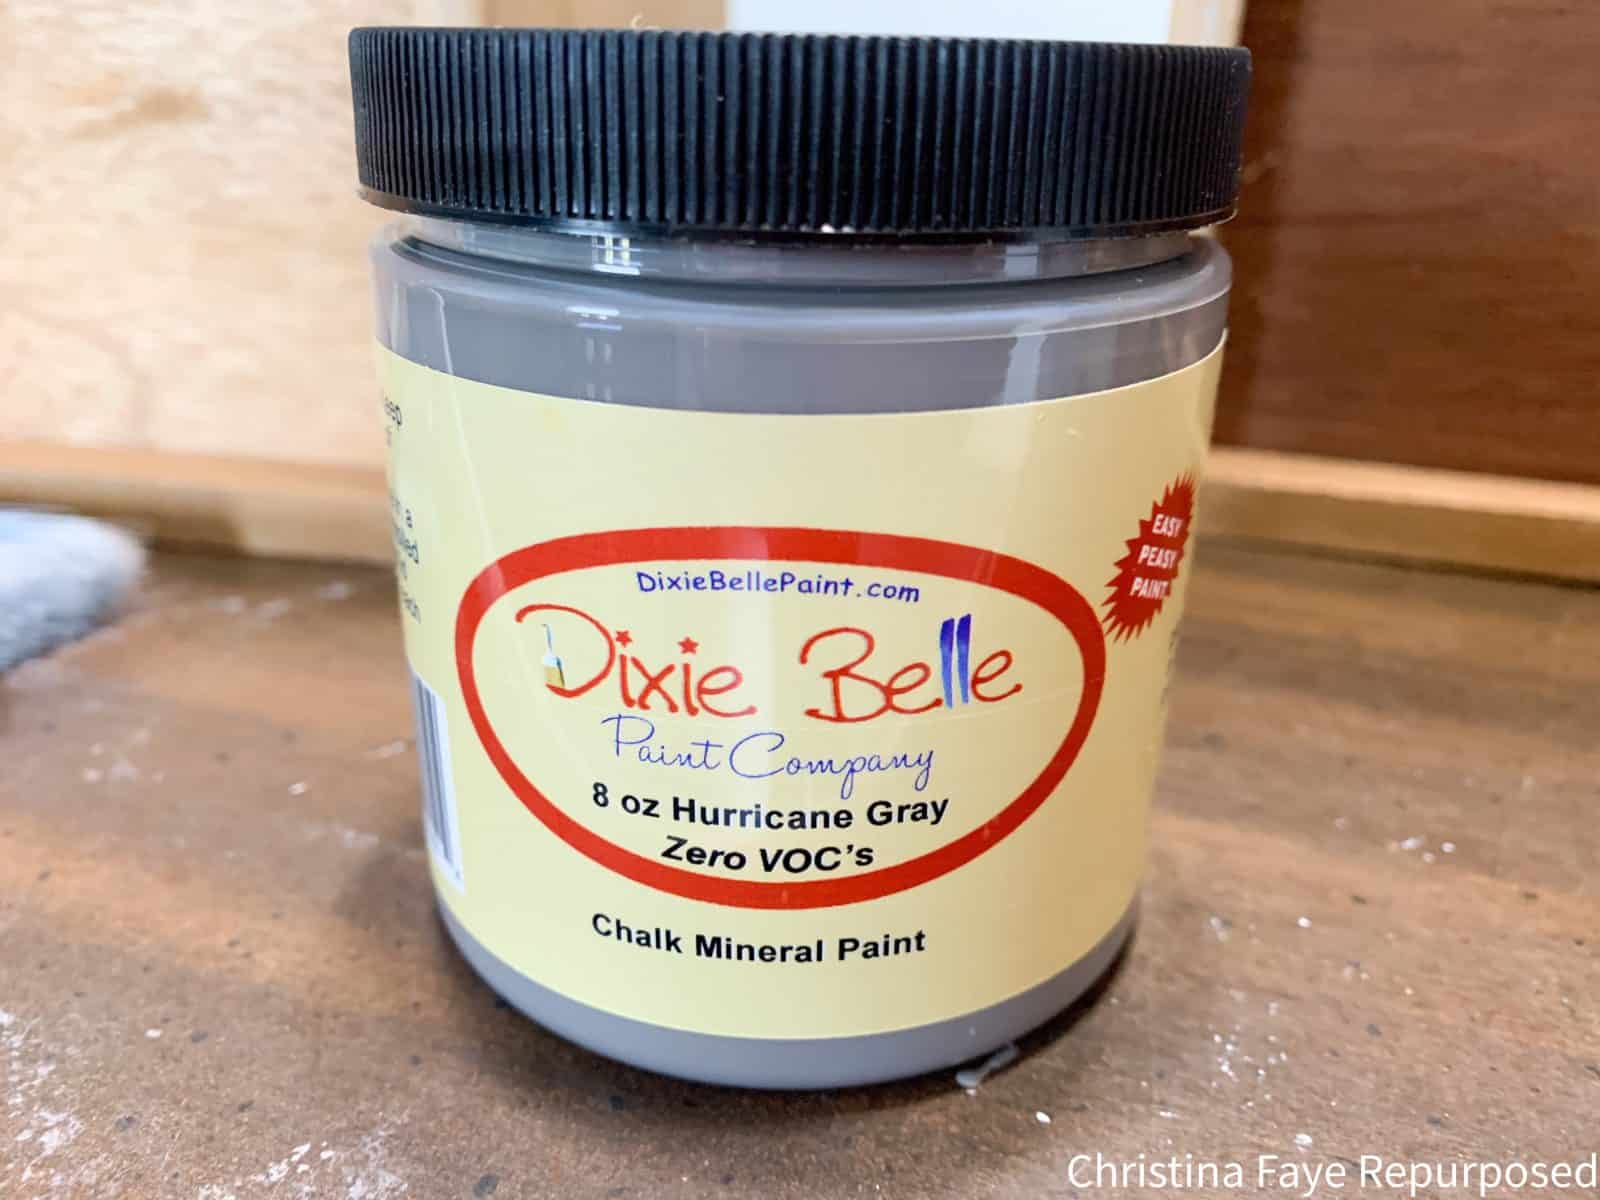 DixieBellePaint.com
Dixie Belle
Paint Company
8 oz Hurricane Gray
Zero VOC's
Chalk Mineral Paint
EASY
PEASY
PAINT
Christina Faye Repurposed